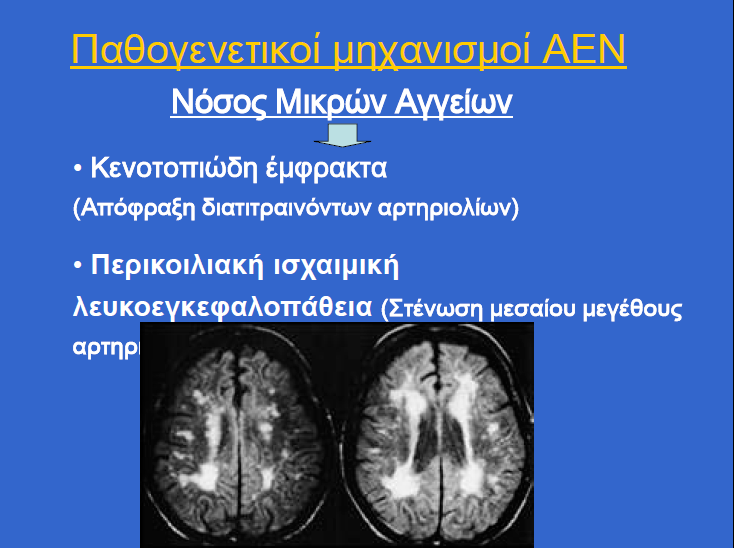 Παθογενετικοί μηχανισμοί ΑΕΝ
Νόσος Μικρών Αγγείων
• Κενοτοπιώδη έμφρακτα
(Απόφραξη διατιτραινόντων αρτηριολίων)
• Περικοιλιακή ισχαιμική
λευκοεγκεφαλοπάθεια (Στένωση μεσαίου μεγέθους